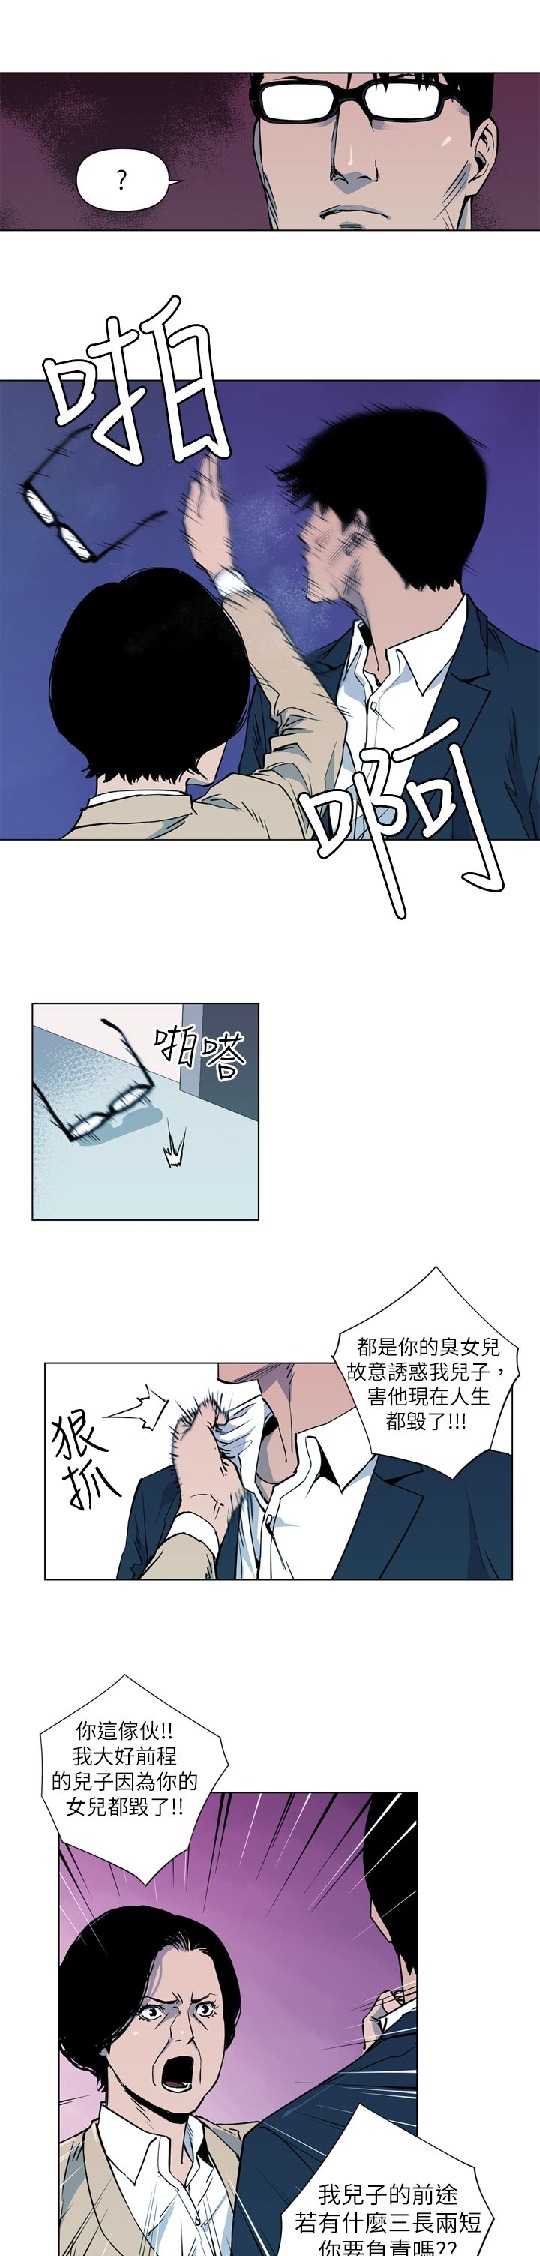 ?
啪
啊
啪嗒
都是你的臭女兒
故意誘惑我兒子，
害他現在人生
都毀了!!!
狠
抓
你這傢伙!!
我大好前程
的兒子因為你的
女兒都毀了!!
我兒子的前途
若有什麼三長兩短
你要負責嗎??